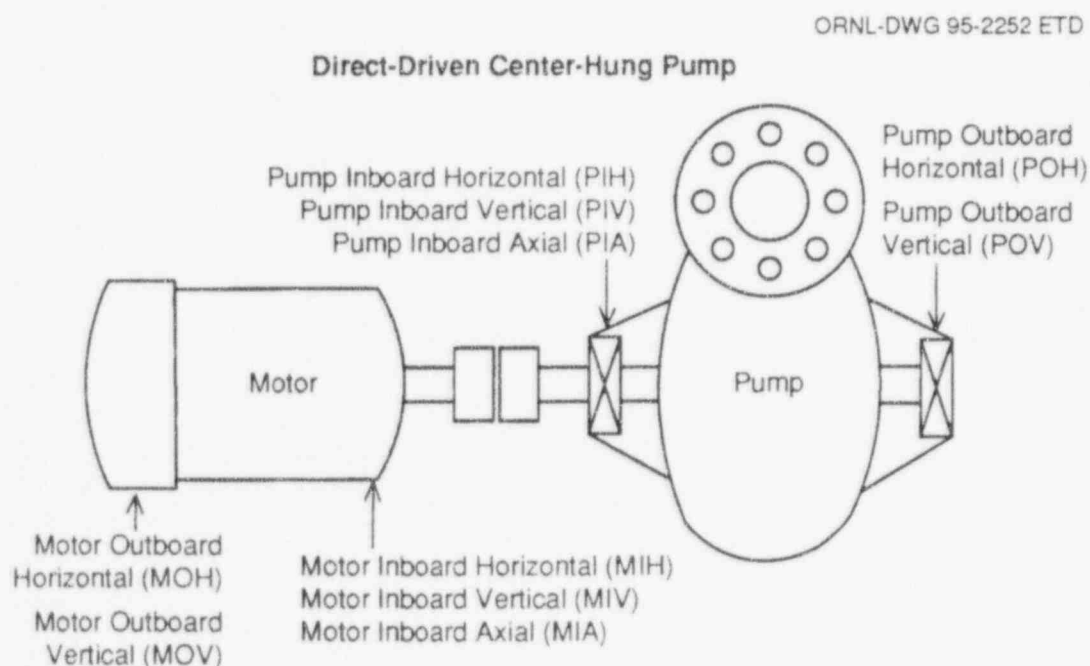 ORNL-DWG 95-2252 ETD
Direct-Driven Center-Hung Pump
Pump Inboard Horizontal (PIH)
Pump Inboard Vertical (PIV)
Pump Inboard Axial (PIA)
Pump Outboard
Horizontal (POH)
Pump Outboard
Vertical (POV)
Motor
Pump
Motor Outboard
Horizontal (MOH)
Motor Outboard
Vertical (MOV)
Motor Inboard Horizontal (MIH)
Motor Inboard Vertical (MIV)
Motor Inboard Axial (MIA)